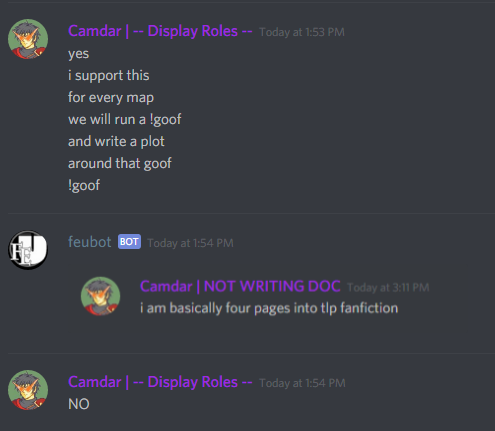 Camdar | -- Display Roles -- Today at 1:53 PM
yes
i support this
for every map
we will run a !goof
and write a plot
around that goof
!goof
feubot BOT Today at 1:54 PM
Camdar | NOT WRITING DOC Today at 3:11 PM
i am basically four pages into tlp fanfiction
Camdar | -- Display Roles -- Today at 1:54 PM
NO